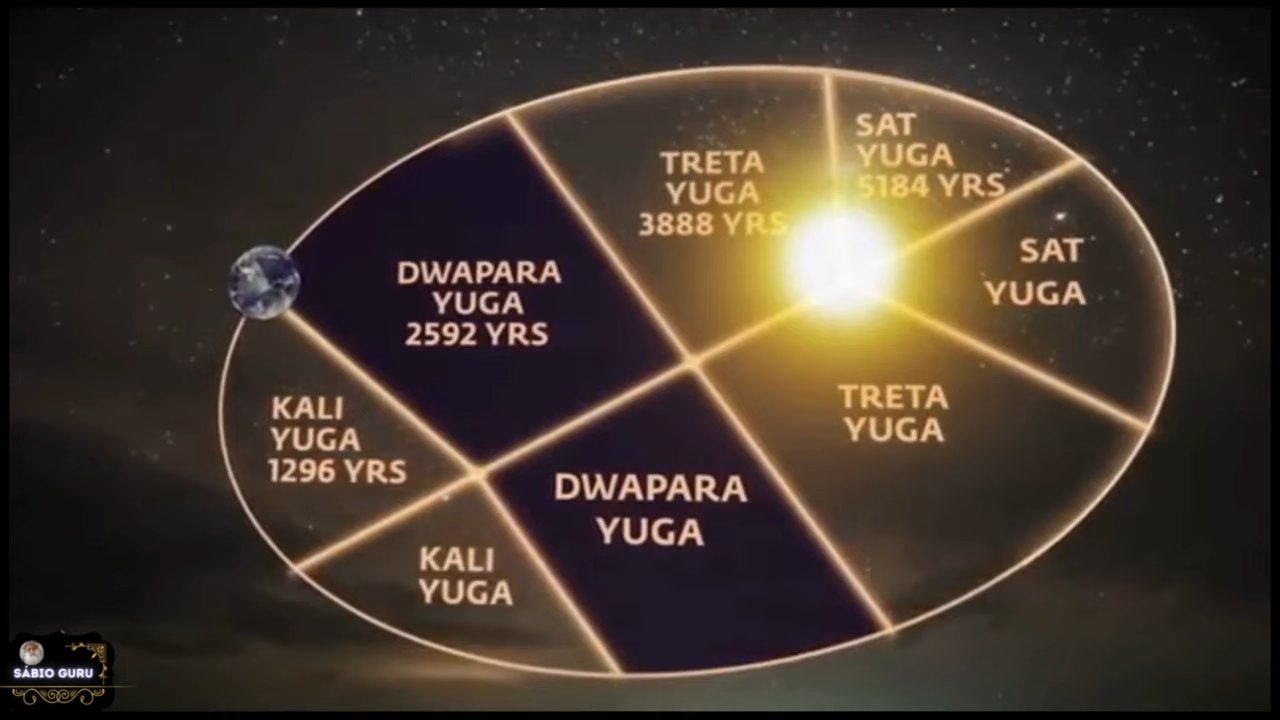 SAT
YUGA
5184 YRS
TRETA
YUGA
3888 YRS
SAT
YUGA
DWAPARA
YUGA
2592 YRS
TRETA
YUGA
KALI
YUGA
1296 YRS
DWAPARA
YUGA
KALI
YUGA
SÁBIO GURU